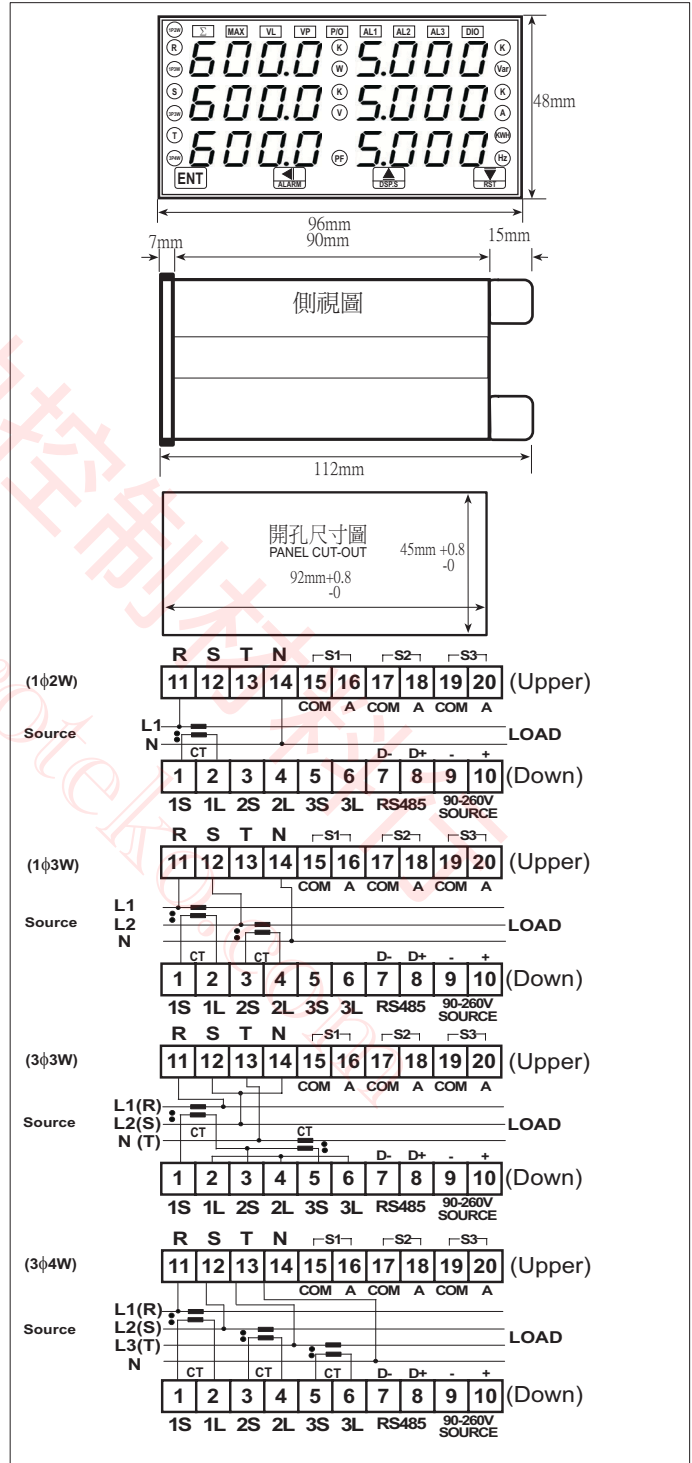 1P2W Σ MAX VL VP P/O AL1 AL2 AL3 DIO
R 600.0 K 5.000 K
1P3W W Var
S 600.0 K 5.000 K
3P3W V A
T 600.0 5.000 KWH
3P4W PF Hz
ENT ALARM DSP.S RST
48mm
96mm
7mm 90mm 15mm
側視圖
112mm
開孔尺寸圖
PANEL CUT-OUT
45mm +0.8
-0
92mm+0.8
-0
R S T N S1 S2 S3
(1ϕ2W) 11 12 13 14 15 16 17 18 19 20 (Upper)
COM A COM A COM A
Source L1 LOAD
N
CT D- D+ - +
1 2 3 4 5 6 7 8 9 10 (Down)
1S 1L 2S 2L 3S 3L RS485 90-260V
SOURCE
R S T N S1 S2 S3
(1ϕ3W) 11 12 13 14 15 16 17 18 19 20 (Upper)
COM A COM A COM A
L1
Source L2 LOAD
N
CT CT D- D+ - +
1 2 3 4 5 6 7 8 9 10 (Down)
1S 1L 2S 2L 3S 3L RS485 90-260V
SOURCE
R S T N S1 S2 S3
(3ϕ3W) 11 12 13 14 15 16 17 18 19 20 (Upper)
COM A COM A COM A
L1(R)
Source L2(S) CT CT LOAD
N (T)
D- D+ - +
1 2 3 4 5 6 7 8 9 10 (Down)
1S 1L 2S 2L 3S 3L RS485 90-260V
SOURCE
R S T N S1 S2 S3
(3ϕ4W) 11 12 13 14 15 16 17 18 19 20 (Upper)
COM A COM A COM A
L1(R)
Source L2(S) LOAD
L3(T)
N
CT CT CT D- D+ - +
1 2 3 4 5 6 7 8 9 10 (Down)
1S 1L 2S 2L 3S 3L RS485 90-260V
SOURCE
控制材料行
oteko.com